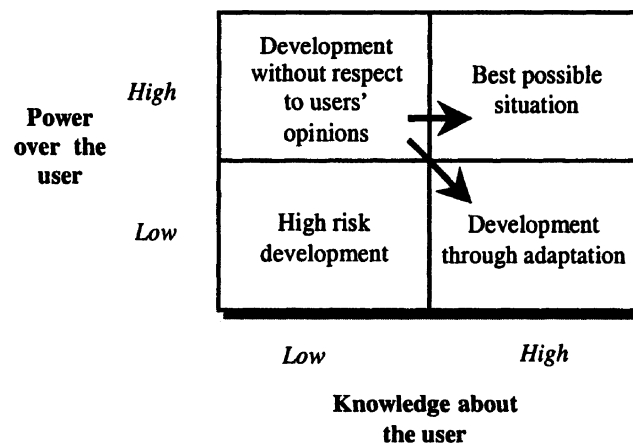 Power
over the
user
High
Low
Development
without respect
to users'
opinions
Best possible
situation
High risk
development
Development
through adaptation
Low
High
Knowledge about
the user